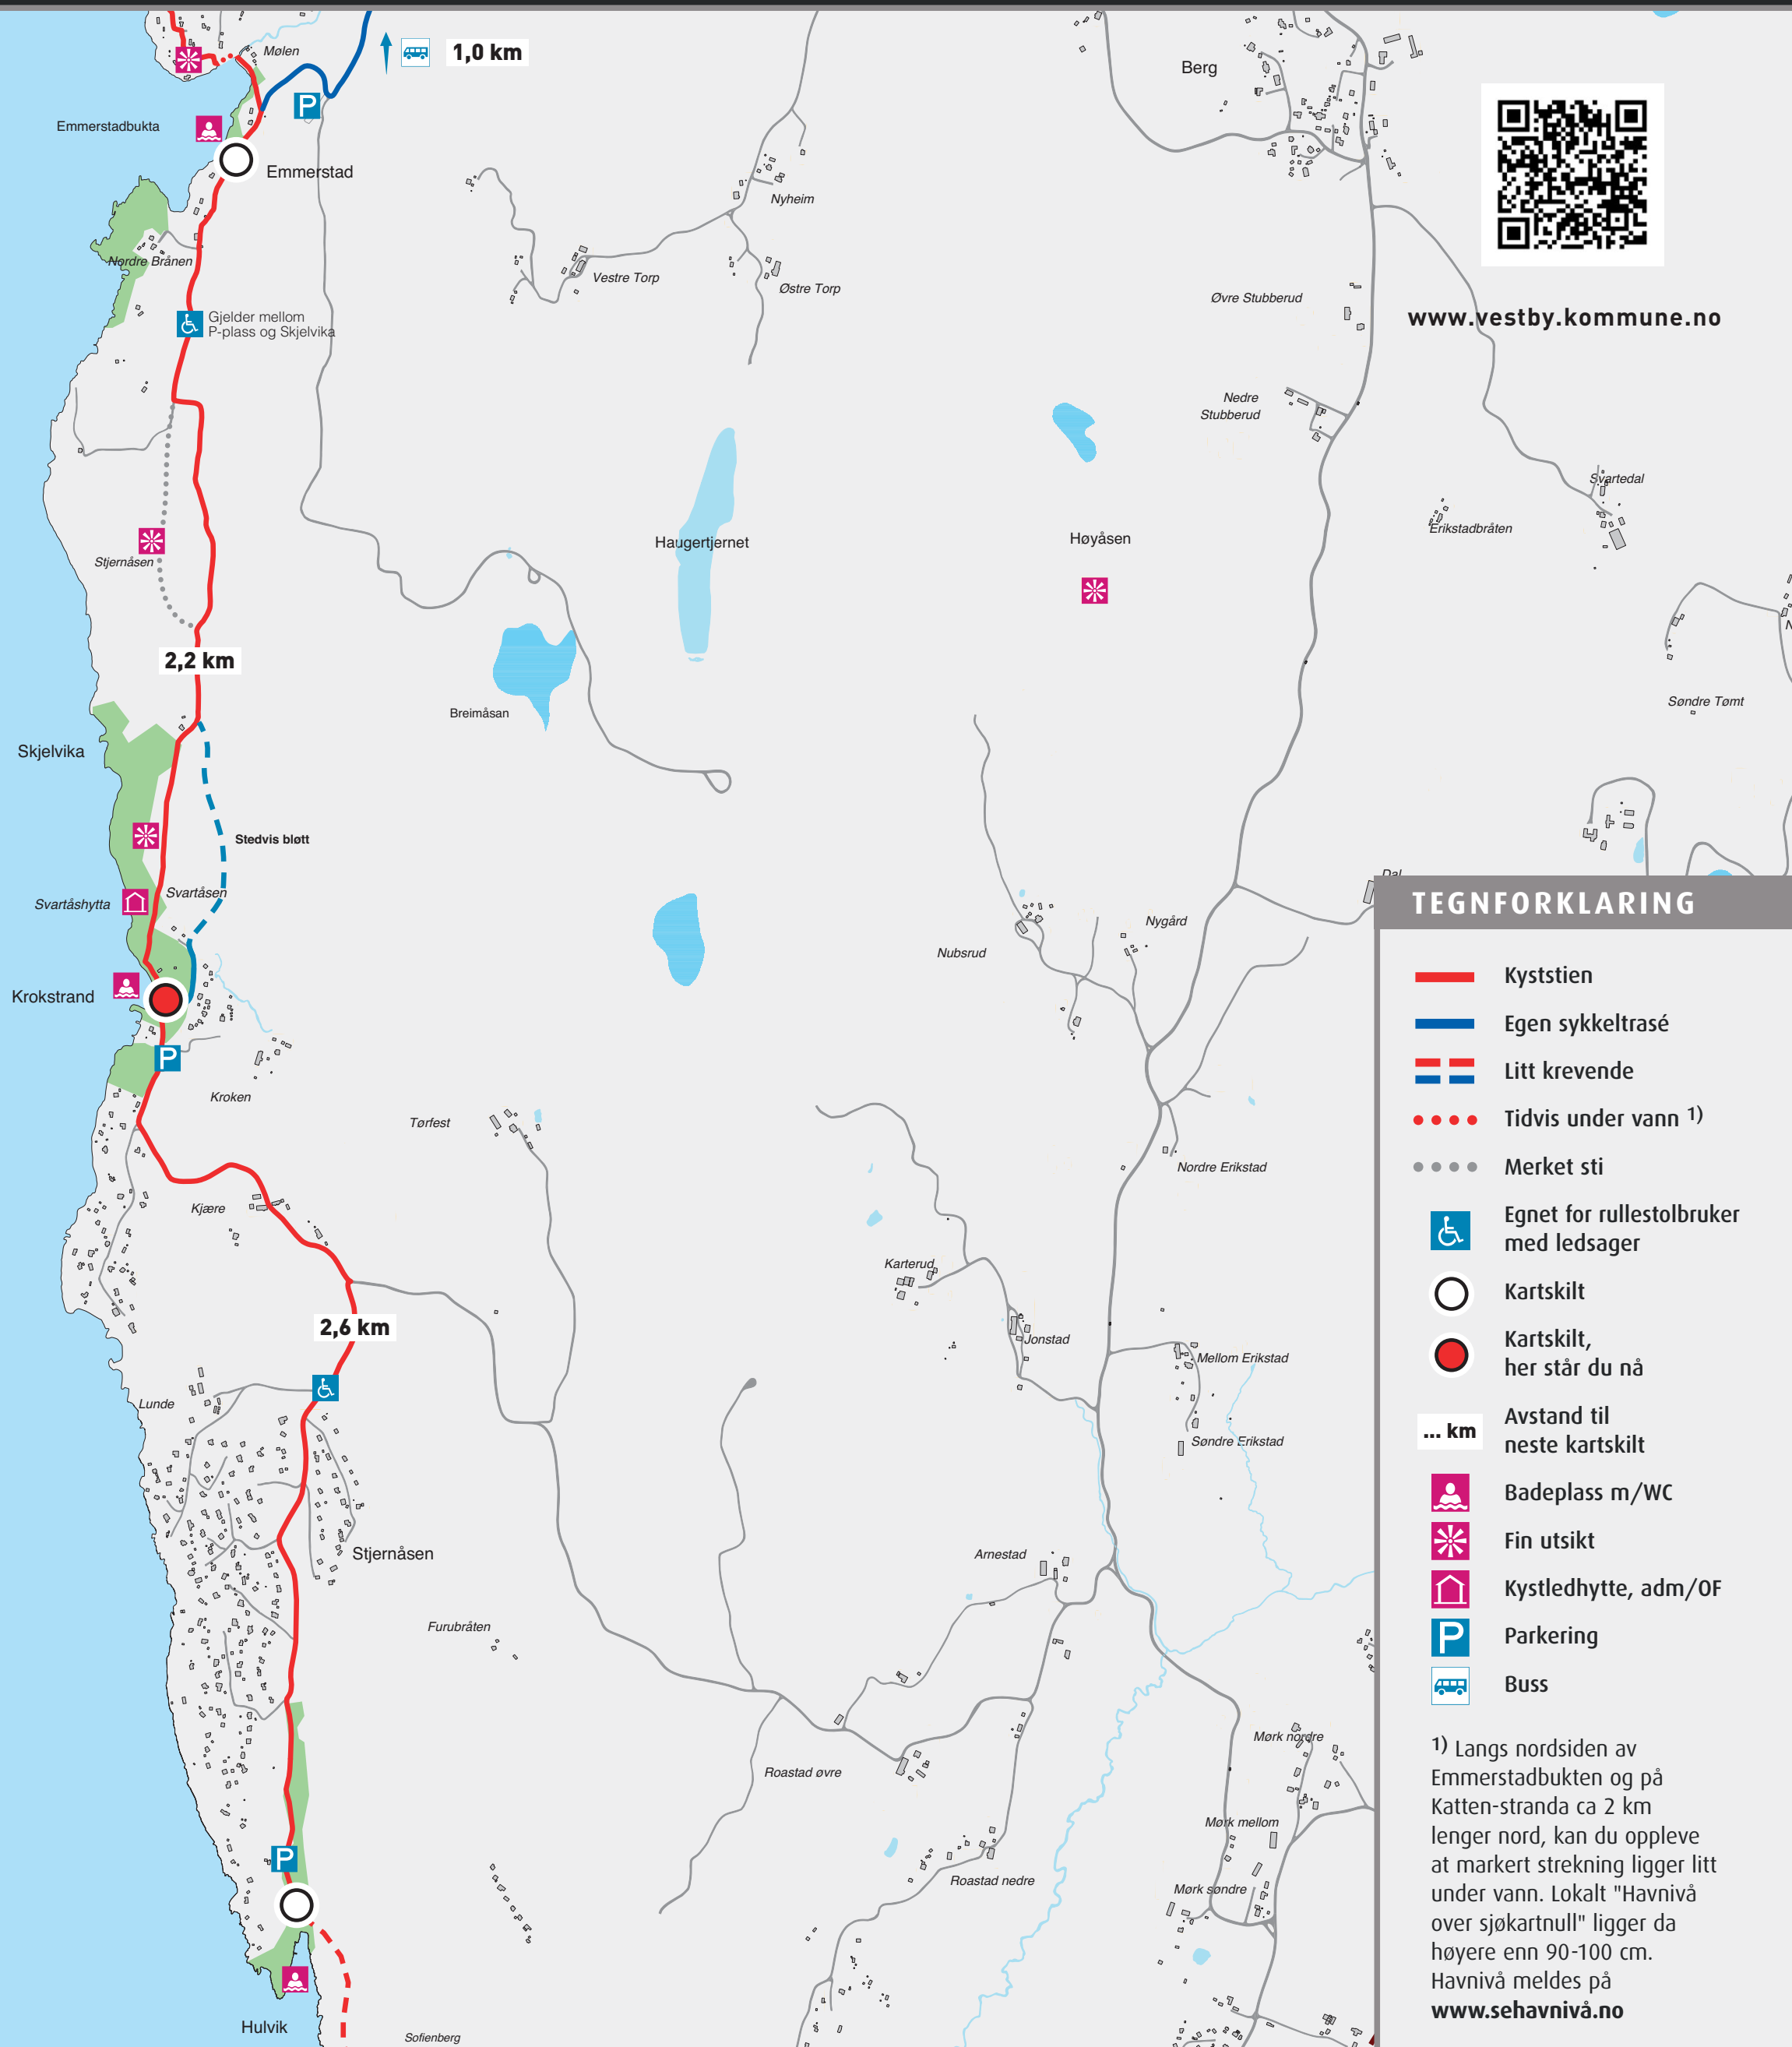 Mølen
1,0 km
Berg
Emmerstadbukta
Emmerstad
Nyheim
Nordre Brånen
Vestre Torp
Østre Torp
Øvre Stubberud
www.vestby.kommune.no
Gjelder mellom
P-plass og Skjelvika
Nedre
Stubberud
Svartedal
Erikstadbråten
Haugertjernet
Høyåsen
Stjernåsen
2,2 km
Søndre Tømt
Breimåsan
Skjelvika
Stedvis bløtt
Svartåsen
Svartåshytta
Dal
Nygård
Nubsrud
Krokstrand
P
P
Kroken
Tørfest
Nordre Erikstad
Kjære
Karterud
2,6 km
Jonstad
Mellom Erikstad
Lunde
Søndre Erikstad
Stjernåsen
Arnestad
Furubråten
Mørk nordre
Roastad øvre
Mørk mellom
P
Roastad nedre
Mørk søndre
Hulvik
Sofienberg
TEGNFORKLARING
Kyststien
Egen sykkeltrasé
Litt krevende
Tidvis under vann 1)
Merket sti
Egnet for rullestolbruker
med ledsager
Kartskilt
Kartskilt,
her står du nå
... km
Avstand til
neste kartskilt
Badeplass m/WC
Fin utsikt
Kystledhytte, adm/OF
P
Parkering
Buss
1) Langs nordsiden av
Emmerstadbukten og på
Katten-stranda ca 2 km
lenger nord, kan du oppleve
at markert strekning ligger litt
under vann. Lokalt "Havnivå
over sjøkartnull" ligger da
høyere enn 90-100 cm.
Havnivå meldes på
www.sehavnivå.no